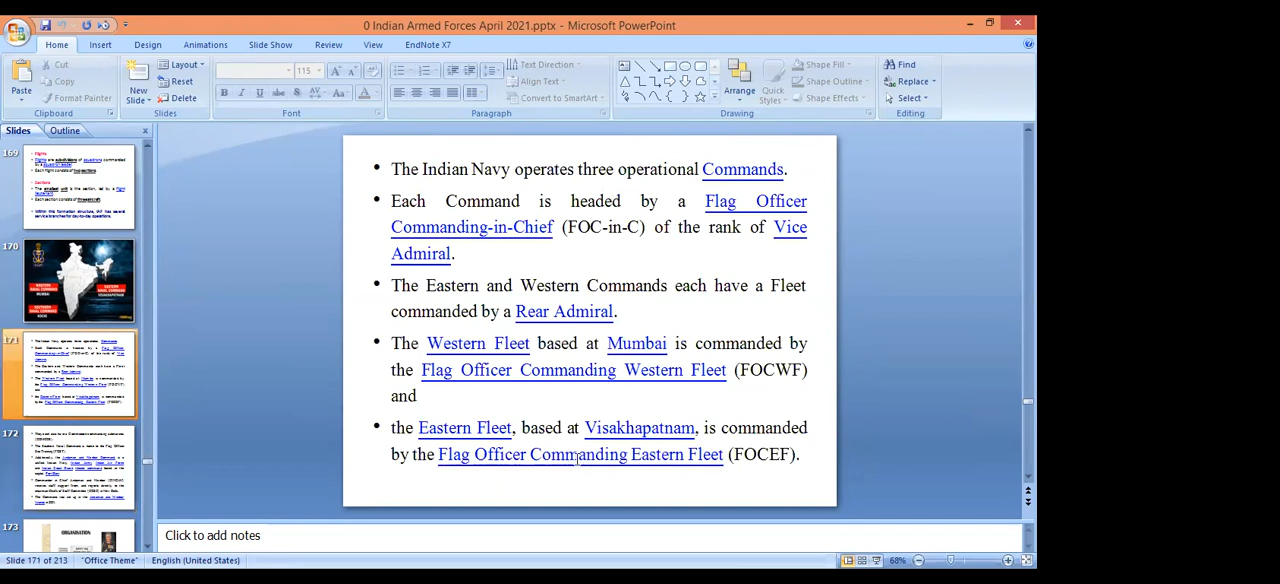 0 Indian Armed Forces April 2021.pptx - Microsoft PowerPoint
Home Insert Design Animations Slide Show Review View EndNote X7
Paste
Cut
Copy
Format Painter
Clipboard
New Slide
Layout
Reset
Delete
Slides
115
Font
Text Direction
Align Text
Convert to SmartArt
Paragraph
Arrange
Quick Styles
Shape Fill
Shape Outline
Shape Effects
Drawing
Find
Replace
Select
Editing
Slides Outline
169
170
171
172
173
ORGANISATION
• The Indian Navy operates three operational Commands.
• Each Command is headed by a Flag Officer
Commanding-in-Chief (FOC-in-C) of the rank of Vice
Admiral.
• The Eastern and Western Commands each have a Fleet
commanded by a Rear Admiral.
• The Western Fleet based at Mumbai is commanded by
the Flag Officer Commanding Western Fleet (FOCWF)
and
• the Eastern Fleet, based at Visakhapatnam, is commanded
by the Flag Officer Commanding Eastern Fleet (FOCEF).
Click to add notes
Slide 171 of 213 "Office Theme" English (United States) 68%